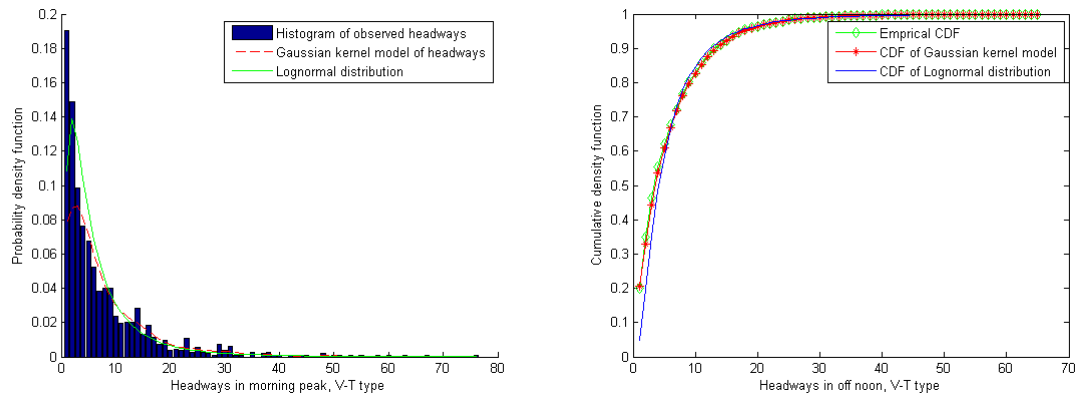 0.2
0.18
0.16
0.14
0.12
0.1
0.08
0.06
0.04
0.02
0
Probability density function
Histogram of observed headways
Gaussian kernel model of headways
Lognormal distribution
0 10 20 30 40 50 60 70 80
Headways in morning peak, V-T type
1
0.9
0.8
0.7
0.6
0.5
0.4
0.3
0.2
0.1
0
Cumulative density function
Emprical CDF
CDF of Gaussian kernel model
CDF of Lognormal distribution
0 10 20 30 40 50 60 70
Headways in off noon, V-T type